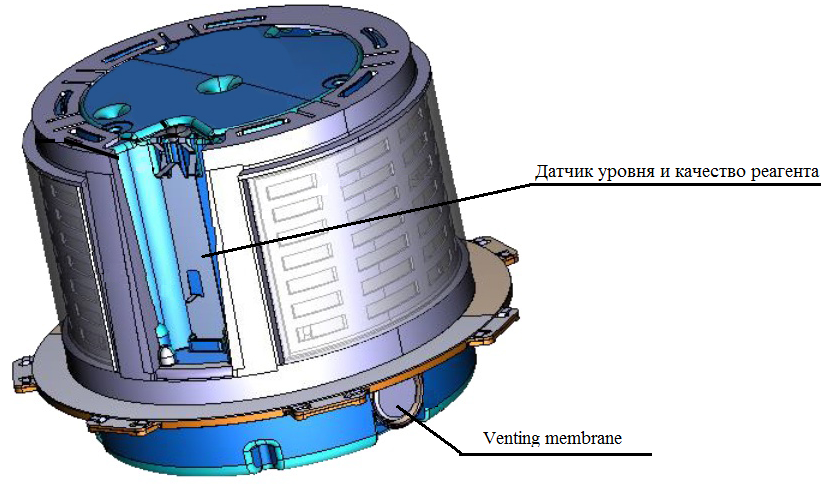 Датчик уровня и качество реагента
Venting membrane